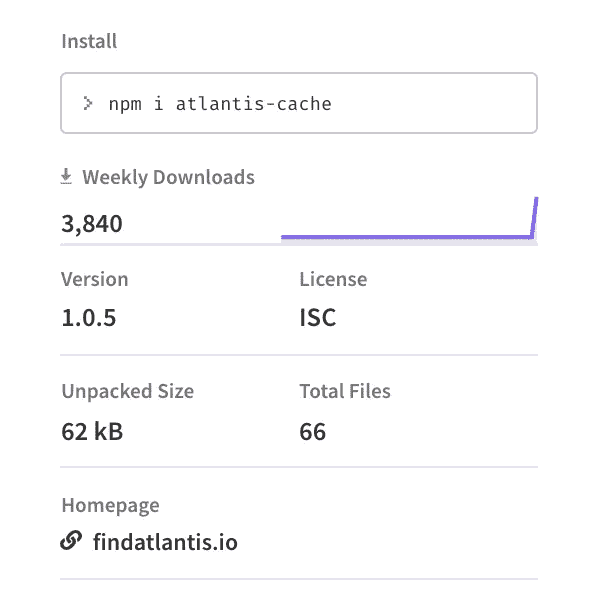 Install
> npm i atlantis-cache
Weekly Downloads
3,840
Version
License
1.0.5
ISC
Unpacked Size
Total Files
62 kB
66
Homepage
findatlantis.io